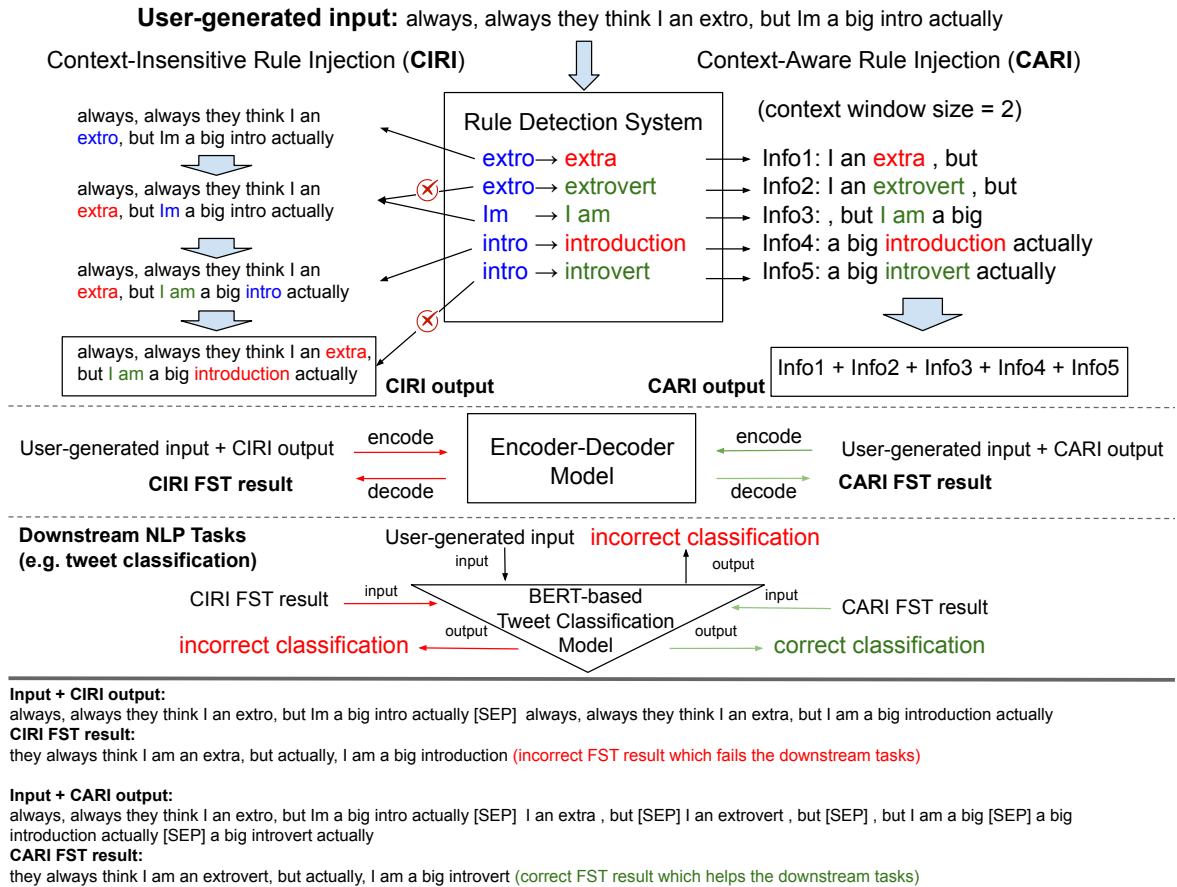 User-generated input: always, always they think I an extro, but Im a big intro actually
Context-Insensitive Rule Injection (CIRI)
Context-Aware Rule Injection (CARI)
always, always they think I an
extro, but Im a big intro actually
always, always they think I an
extra, but Im a big intro actually
always, always they think I an
extra, but I am a big intro actually
always, always they think I an extra,
but I am a big introduction actually
CIRI output
Rule Detection System
extro → extra
extro → extrovert
Im → I am
intro → introduction
intro → introvert
(context window size = 2)
Info1: I an extra , but
Info2: I an extrovert , but
Info3: , but I am a big
Info4: a big introduction actually
Info5: a big introvert actually
CARI output
Info1 + Info2 + Info3 + Info4 + Info5
User-generated input + CIRI output
encode
CIRI FST result
decode
Encoder-Decoder
Model
encode
User-generated input + CARI output
decode
CARI FST result
Downstream NLP Tasks
(e.g. tweet classification)
User-generated input
incorrect classification
input
output
CIRI FST result
input
BERT-based
Tweet Classification
Model
input
CARI FST result
incorrect classification
output
output
correct classification
Input + CIRI output:
always, always they think I an extro, but Im a big intro actually [SEP] always, always they think I an extra, but I am a big introduction actually
CIRI FST result:
they always think I am an extra, but actually, I am a big introduction (incorrect FST result which fails the downstream tasks)
Input + CARI output:
always, always they think I an extro, but Im a big intro actually [SEP] I an extra , but [SEP] I an extrovert , but [SEP] , but I am a big [SEP] a big
introduction actually [SEP] a big introvert actually
CARI FST result:
they always think I am an extrovert, but actually, I am a big introvert (correct FST result which helps the downstream tasks)